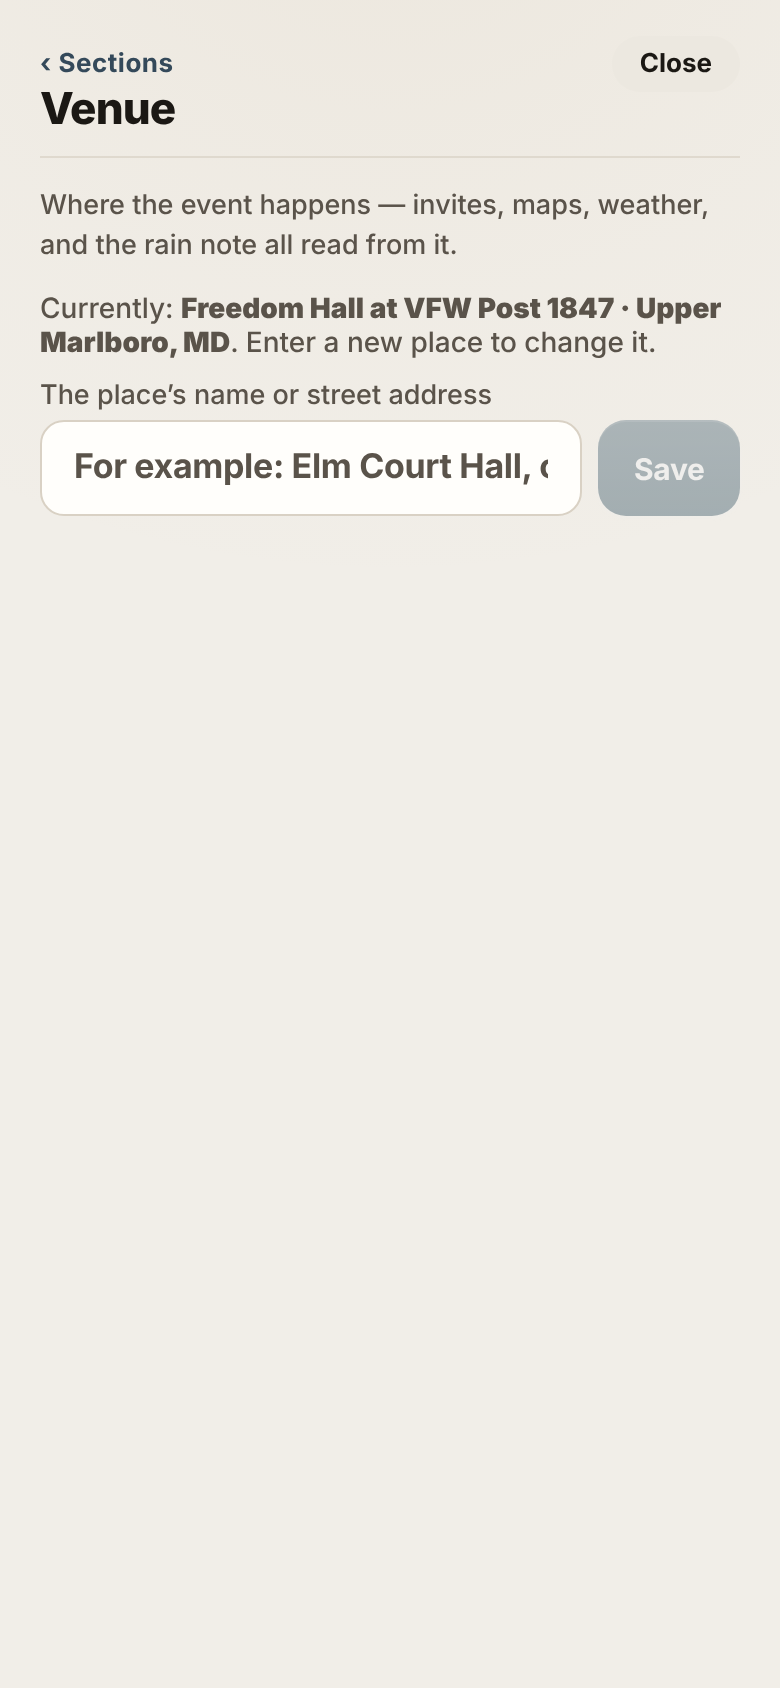 ‹ Sections
Close
Venue
Where the event happens — invites, maps, weather,
and the rain note all read from it.
Currently: Freedom Hall at VFW Post 1847 · Upper
Marlboro, MD. Enter a new place to change it.
The place’s name or street address
For example: Elm Court Hall,
Save